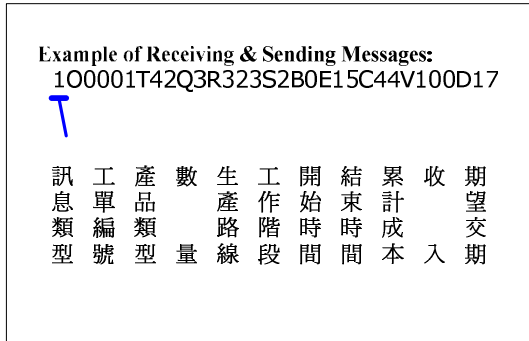 Example of Receiving & Sending Messages:
1O0001T42Q3R323S2B0E15C44V100D17
訊息類型
工單編號
產品類型
數量
生產路線
工作階段
開始時間
結束時間
累計成本
收入
期望交期